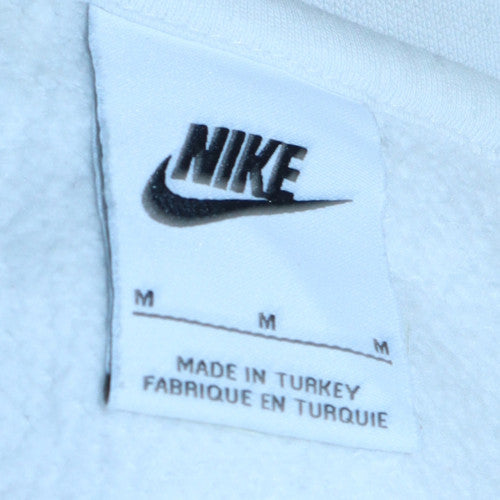 NIKE
M M M
MADE IN TURKEY
FABRIQUE EN TURQUIE